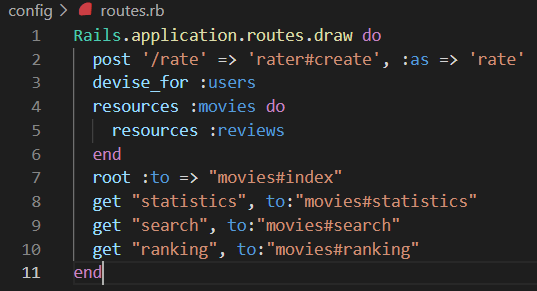 config > routes.rb
1 Rails.application.routes.draw do
2 post '/rate' => 'rater#create', :as => 'rate'
3 devise_for :users
4 resources :movies do
5 resources :reviews
6 end
7 root :to => "movies#index"
8 get "statistics", to:"movies#statistics"
9 get "search", to:"movies#search"
10 get "ranking", to:"movies#ranking"
11 end